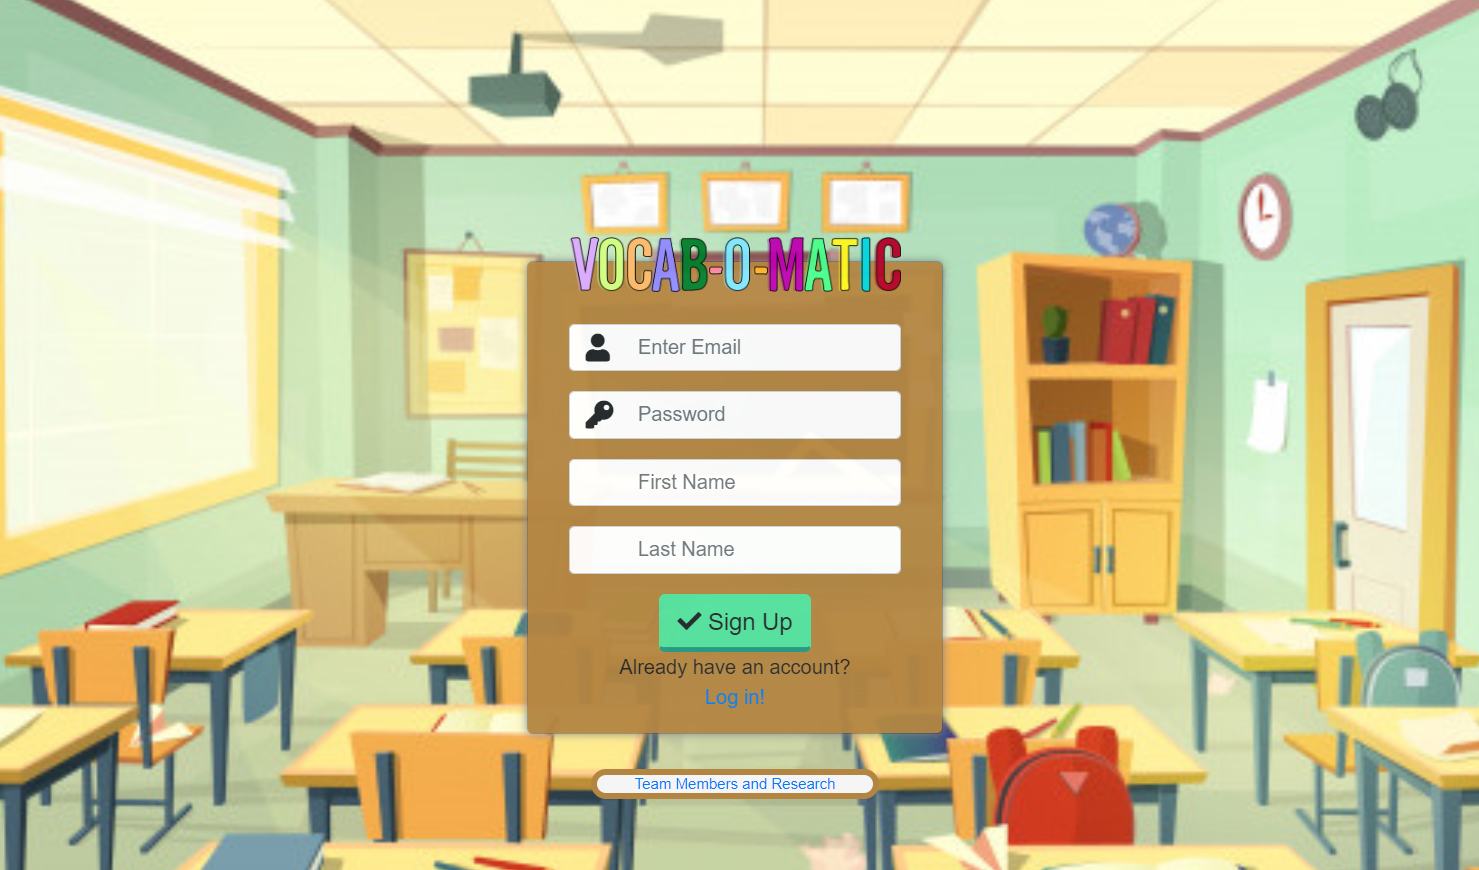 VOCAB-O-MATIC
Enter Email
Password
First Name
Last Name
Sign Up
Already have an account?
Log in!
Team Members and Research